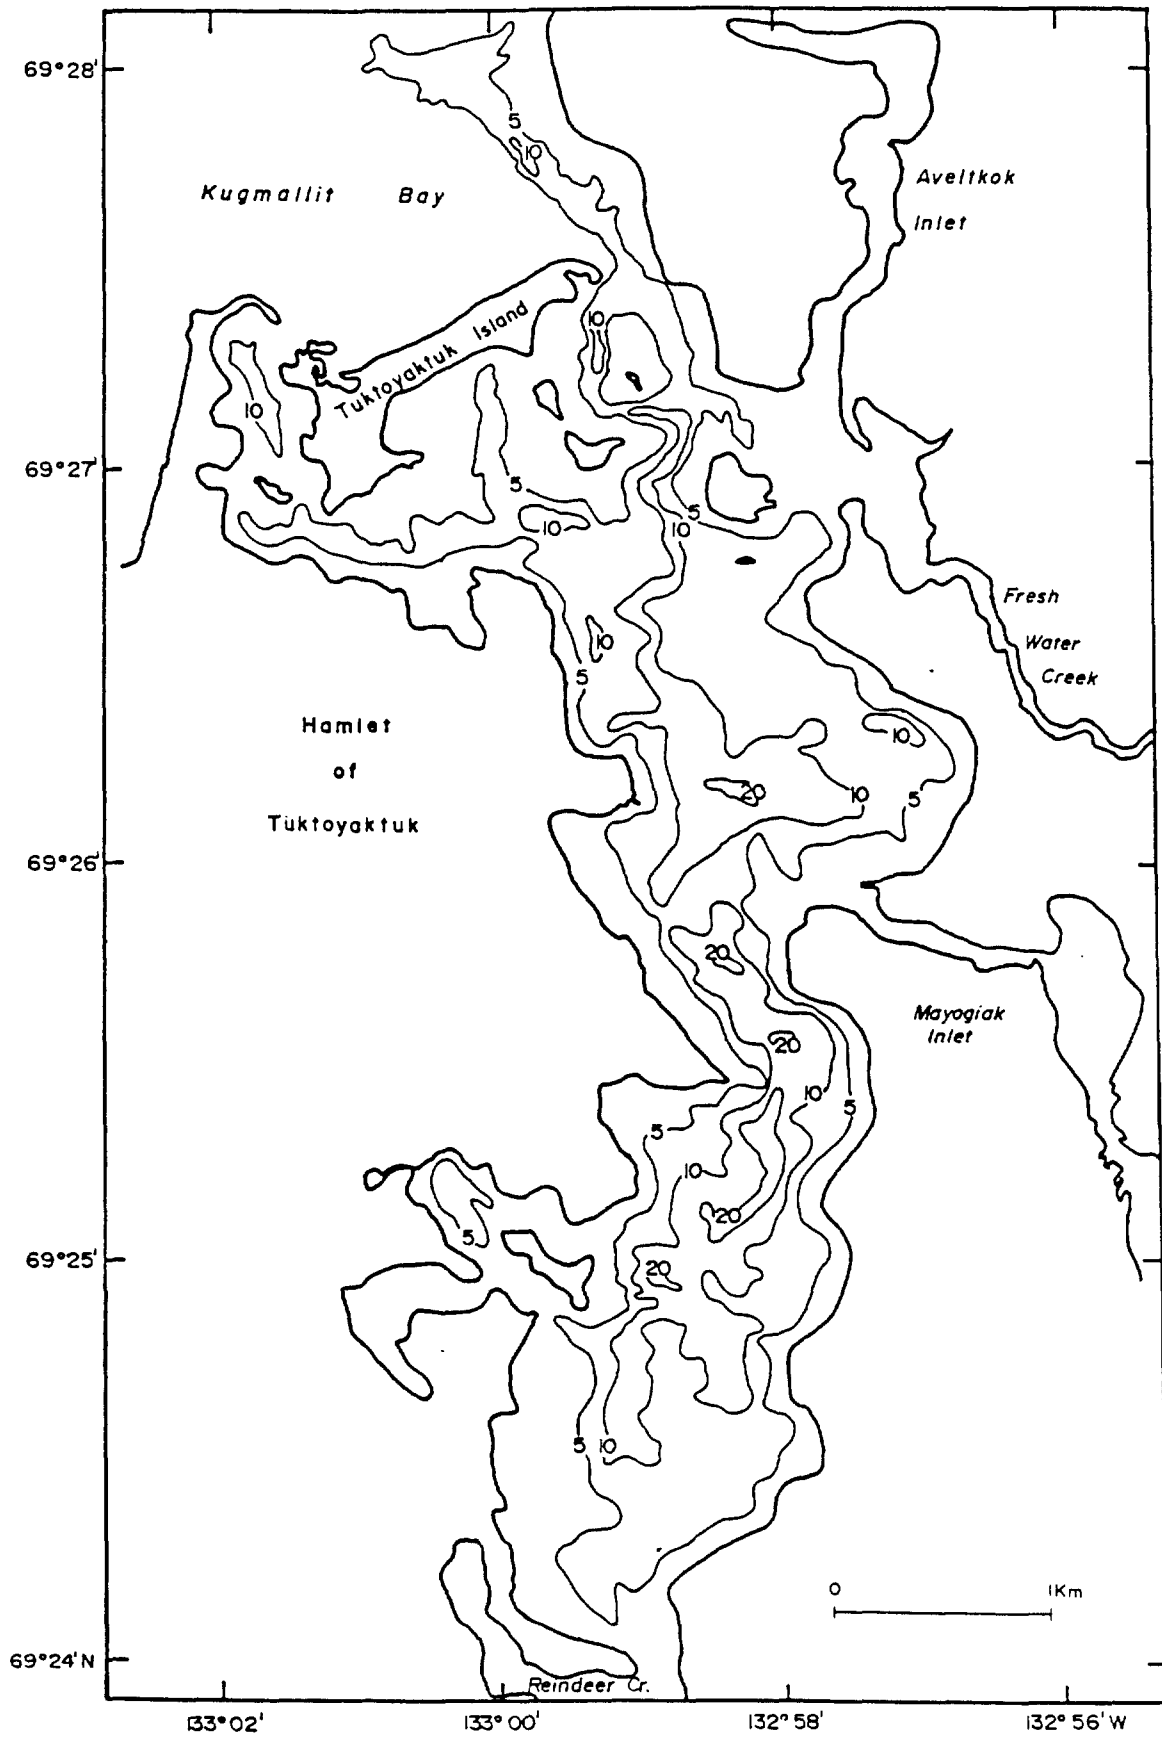 69°28'
5
10
Kugmallit Bay
Aveltkok
Inlet
Tuktoyaktuk Island
10
10
69°27'
5
10
5
10
10
5
Fresh
Water
Creek
Hamlet
of
Tuktoyaktuk
10
20
10
5
69°26'
20
Mayogiak
Inlet
20
10
5
5
10
20
5
69°25'
20
5
10
0
1Km
69°24'N
Reindeer Cr.
133°02'
133°00'
132°58'
132°56'W